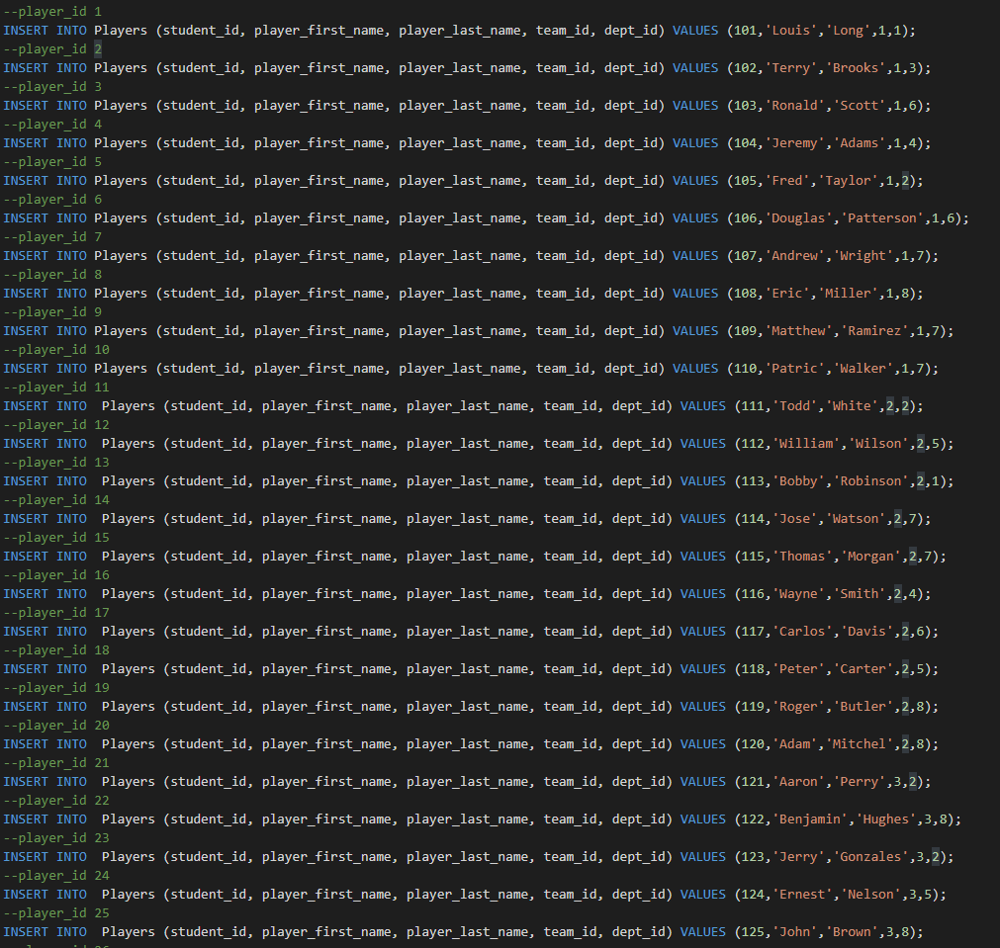 --player_id 1
INSERT INTO Players (student_id, player_first_name, player_last_name, team_id, dept_id) VALUES (101,'Louis','Long',1,1);
--player_id 2
INSERT INTO Players (student_id, player_first_name, player_last_name, team_id, dept_id) VALUES (102,'Terry','Brooks',1,3);
--player_id 3
INSERT INTO Players (student_id, player_first_name, player_last_name, team_id, dept_id) VALUES (103,'Ronald','Scott',1,6);
--player_id 4
INSERT INTO Players (student_id, player_first_name, player_last_name, team_id, dept_id) VALUES (104,'Jeremy','Adams',1,4);
--player_id 5
INSERT INTO Players (student_id, player_first_name, player_last_name, team_id, dept_id) VALUES (105,'Fred','Taylor',1,2);
--player_id 6
INSERT INTO Players (student_id, player_first_name, player_last_name, team_id, dept_id) VALUES (106,'Douglas','Patterson',1,6);
--player_id 7
INSERT INTO Players (student_id, player_first_name, player_last_name, team_id, dept_id) VALUES (107,'Andrew','Wright',1,7);
--player_id 8
INSERT INTO Players (student_id, player_first_name, player_last_name, team_id, dept_id) VALUES (108,'Eric','Miller',1,8);
--player_id 9
INSERT INTO Players (student_id, player_first_name, player_last_name, team_id, dept_id) VALUES (109,'Matthew','Ramirez',1,7);
--player_id 10
INSERT INTO Players (student_id, player_first_name, player_last_name, team_id, dept_id) VALUES (110,'Patric','Walker',1,7);
--player_id 11
INSERT INTO  Players (student_id, player_first_name, player_last_name, team_id, dept_id) VALUES (111,'Todd','White',2,2);
--player_id 12
INSERT INTO  Players (student_id, player_first_name, player_last_name, team_id, dept_id) VALUES (112,'William','Wilson',2,5);
--player_id 13
INSERT INTO  Players (student_id, player_first_name, player_last_name, team_id, dept_id) VALUES (113,'Bobby','Robinson',2,1);
--player_id 14
INSERT INTO  Players (student_id, player_first_name, player_last_name, team_id, dept_id) VALUES (114,'Jose','Watson',2,7);
--player_id 15
INSERT INTO  Players (student_id, player_first_name, player_last_name, team_id, dept_id) VALUES (115,'Thomas','Morgan',2,7);
--player_id 16
INSERT INTO  Players (student_id, player_first_name, player_last_name, team_id, dept_id) VALUES (116,'Wayne','Smith',2,4);
--player_id 17
INSERT INTO  Players (student_id, player_first_name, player_last_name, team_id, dept_id) VALUES (117,'Carlos','Davis',2,6);
--player_id 18
INSERT INTO  Players (student_id, player_first_name, player_last_name, team_id, dept_id) VALUES (118,'Peter','Carter',2,5);
--player_id 19
INSERT INTO  Players (student_id, player_first_name, player_last_name, team_id, dept_id) VALUES (119,'Roger','Butler',2,8);
--player_id 20
INSERT INTO  Players (student_id, player_first_name, player_last_name, team_id, dept_id) VALUES (120,'Adam','Mitchel',2,8);
--player_id 21
INSERT INTO  Players (student_id, player_first_name, player_last_name, team_id, dept_id) VALUES (121,'Aaron','Perry',3,2);
--player_id 22
INSERT INTO  Players (student_id, player_first_name, player_last_name, team_id, dept_id) VALUES (122,'Benjamin','Hughes',3,8);
--player_id 23
INSERT INTO  Players (student_id, player_first_name, player_last_name, team_id, dept_id) VALUES (123,'Jerry','Gonzales',3,2);
--player_id 24
INSERT INTO  Players (student_id, player_first_name, player_last_name, team_id, dept_id) VALUES (124,'Ernest','Nelson',3,5);
--player_id 25
INSERT INTO  Players (student_id, player_first_name, player_last_name, team_id, dept_id) VALUES (125,'John','Brown',3,8);